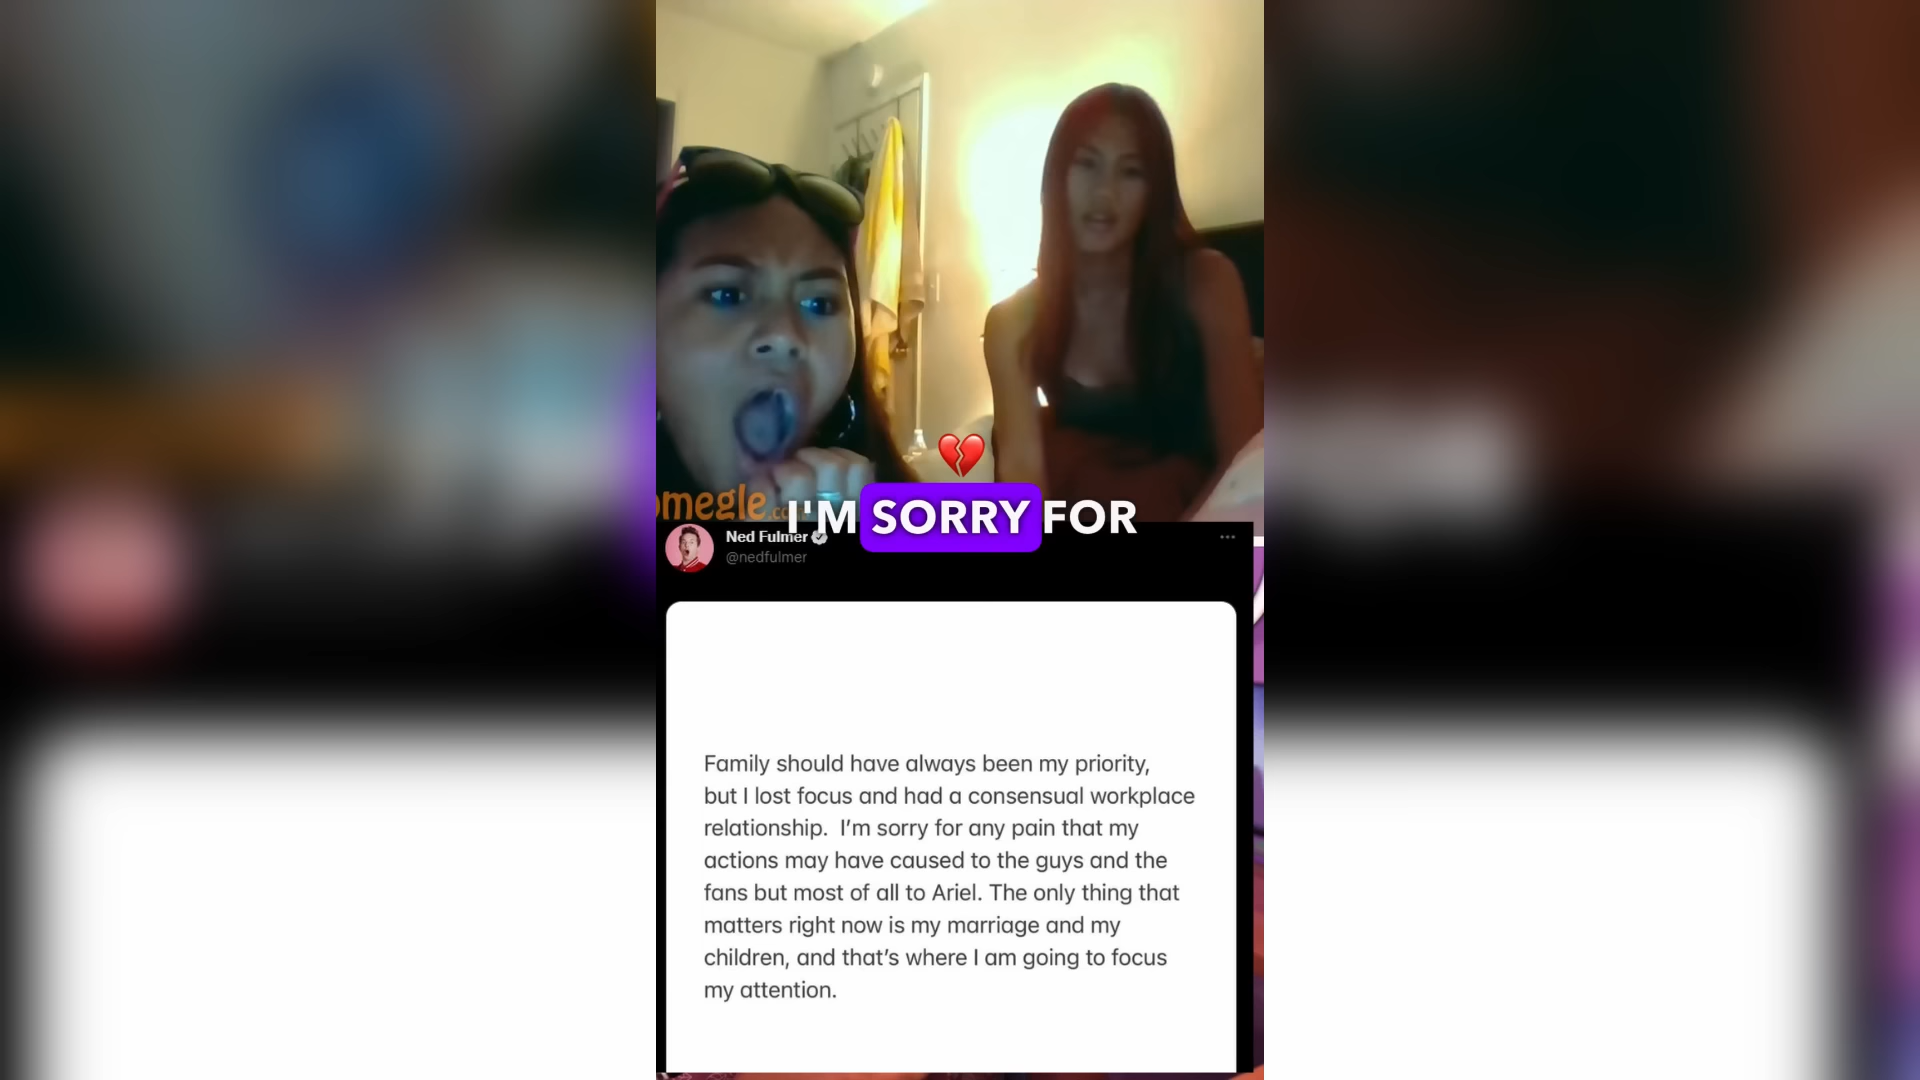 omegle.co
I'M SORRY FOR
Ned Fulmer
@nedfulmer
Family should have always been my priority,
but I lost focus and had a consensual workplace
relationship.  I’m sorry for any pain that my
actions may have caused to the guys and the
fans but most of all to Ariel. The only thing that
matters right now is my marriage and my
children, and that’s where I am going to focus
my attention.